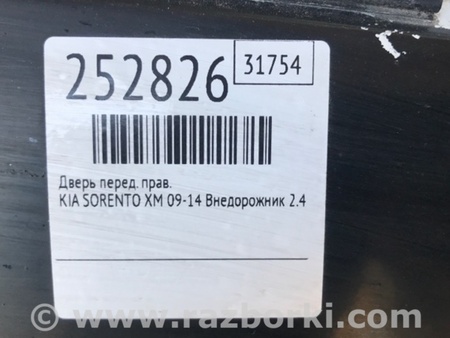 252826
31754
Дверь перед. прав.
KIA SORENTO XM 09-14 Внедорожник 2.4
© www.razborki.com